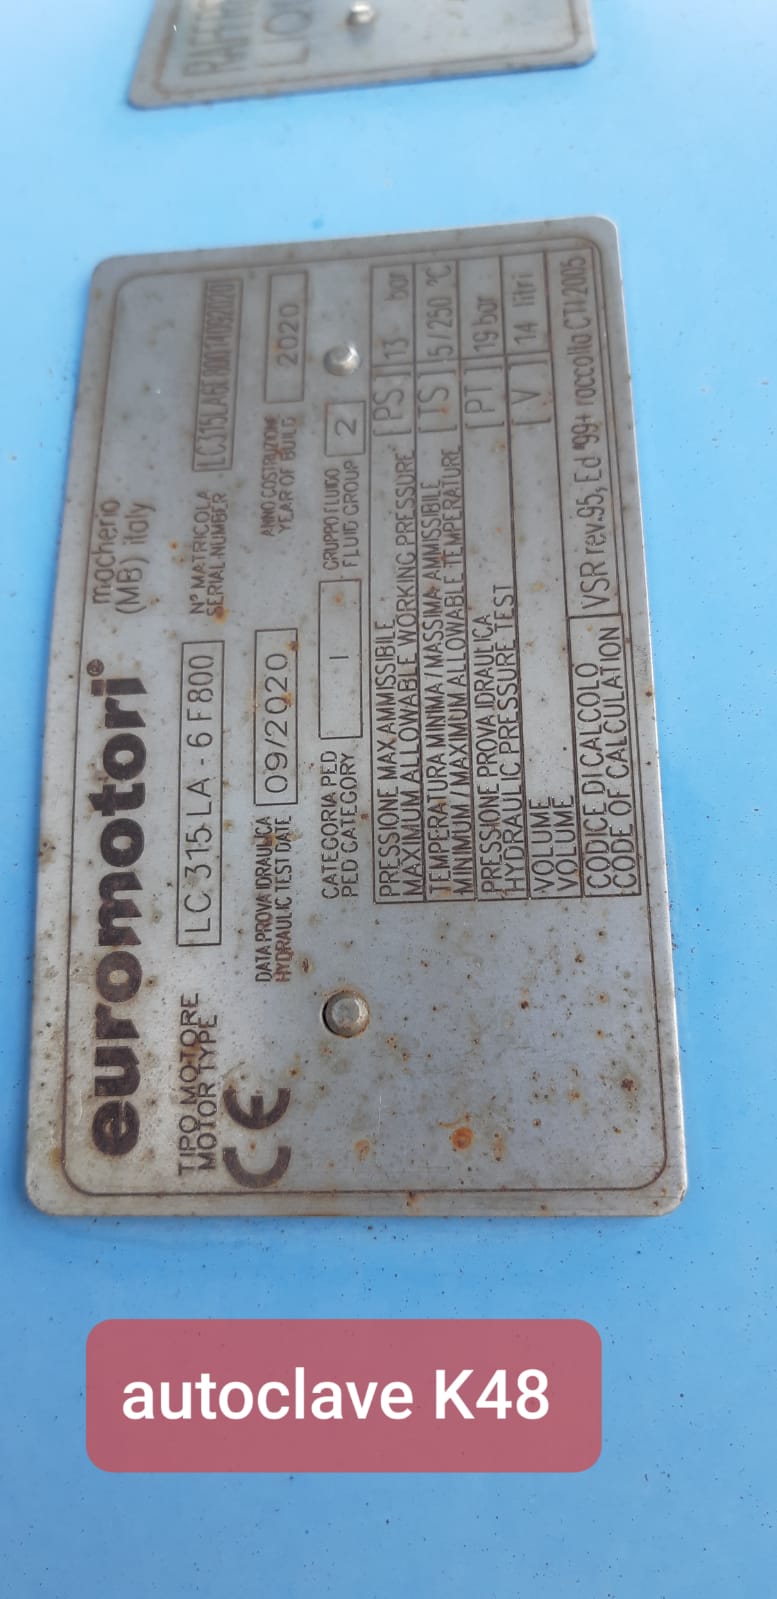 LIQU
euromotori®
macherio
(MB) italy
TIPO MOTORE
MOTOR TYPE
LC 315 LA - 6 F 800
N° MATRICOLA
SERIAL NUMBER
CE
DATA PROVA IDRAULICA
HYDRAULIC TEST DATE
09/2020
ANNO COSTRUZIONE
YEAR OF BUILG
2020
CATEGORIA PED
PED CATEGORY
I
GRUPPO FLUIDO
FLUID GROUP
2
PRESSIONE MAX AMMISSIBILE
MAXIMUM ALLOWABLE WORKING PRESSURE
[PS] 13 bar
TEMPERATURA MINIMA / MASSIMA AMMISSIBILE
MINIMUM / MAXIMUM ALLOWABLE TEMPERATURE
[TS] 5/250 °C
PRESSIONE PROVA IDRAULICA
HYDRAULIC PRESSURE TEST
[PT] 19 bar
VOLUME
VOLUME
[V] 14 litri
CODICE DI CALCOLO
CODE OF CALCULATION
VSR rev.95, Ed '99+ raccolta CTI 2005
autoclave K48